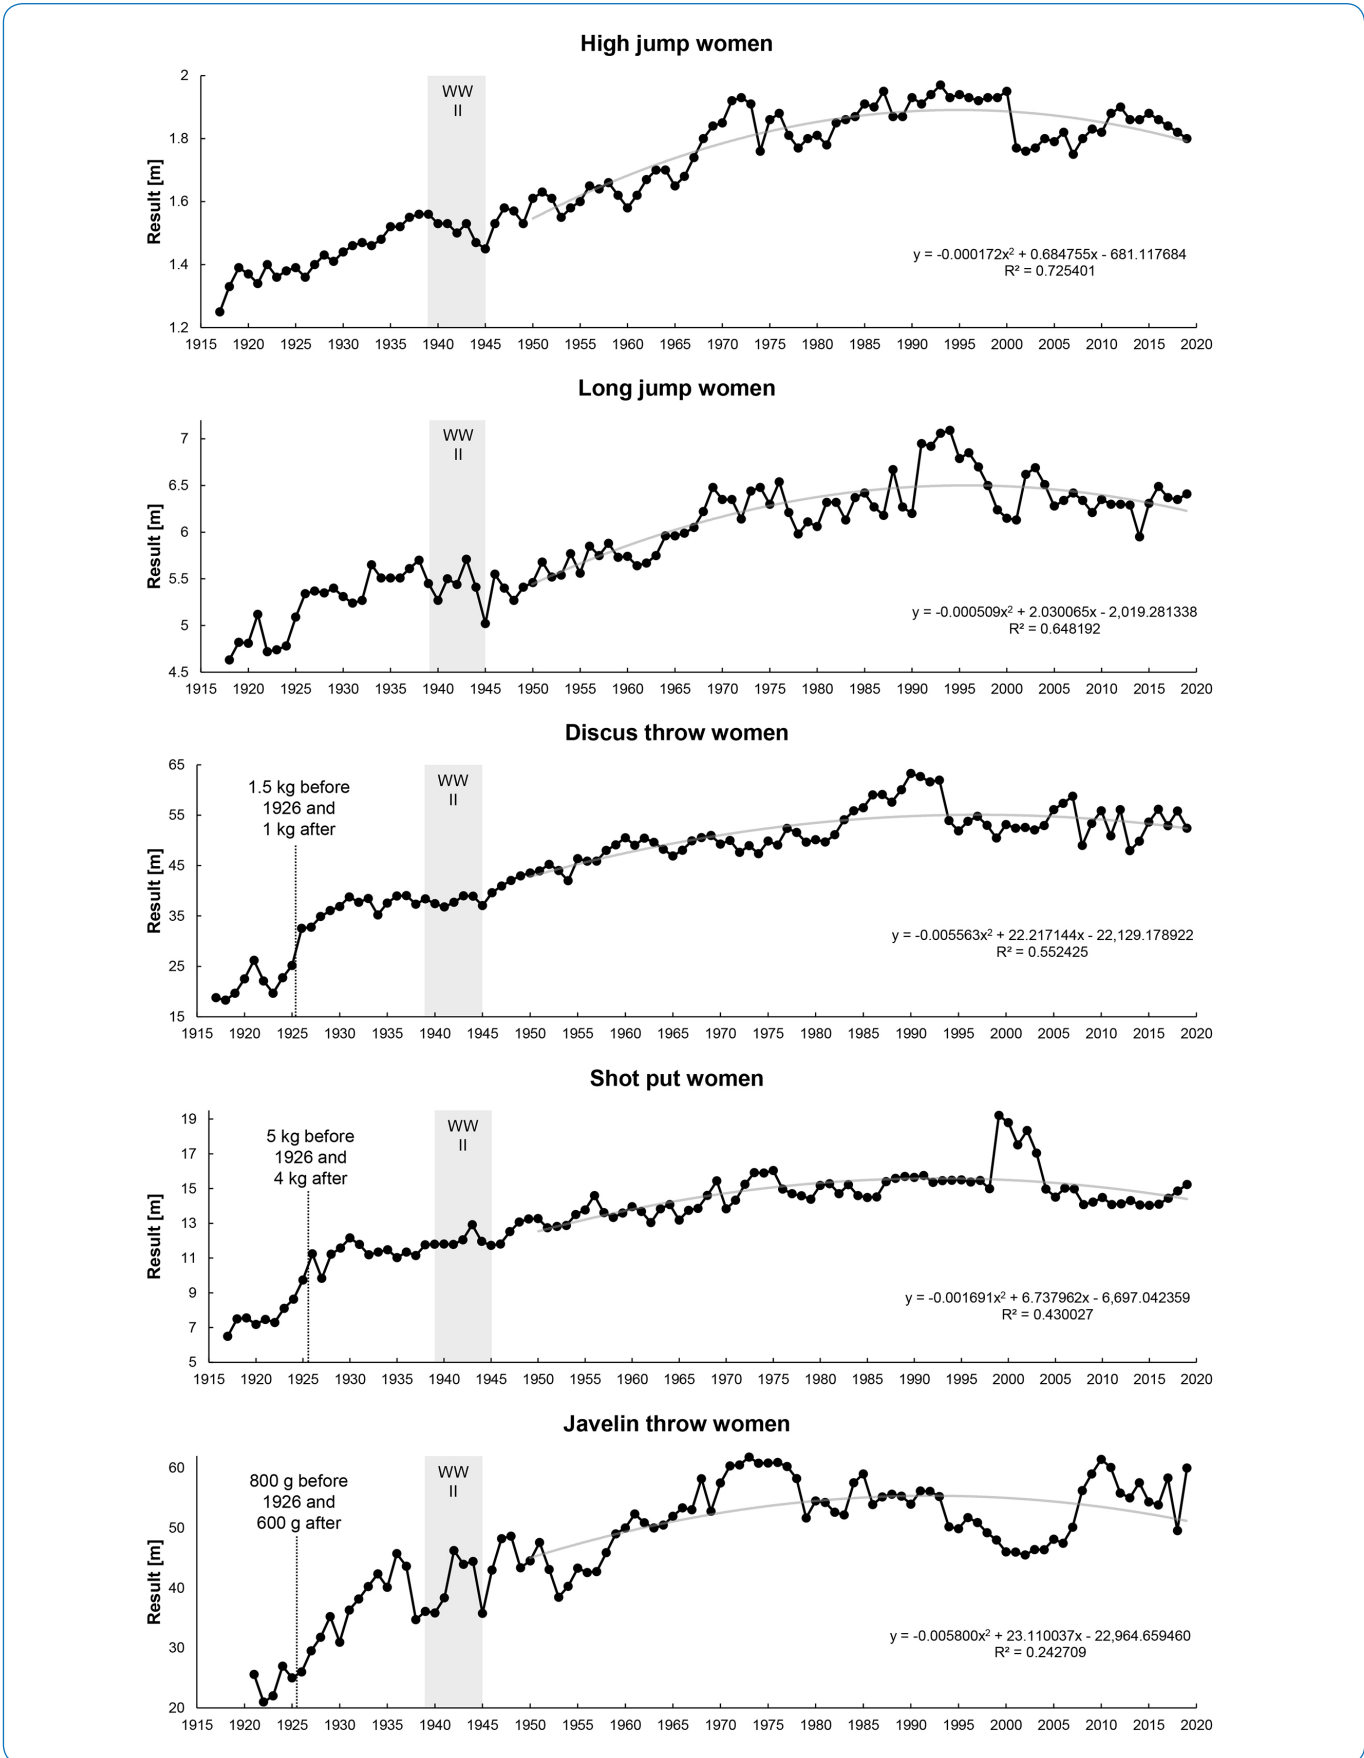 High jump women
2
1.8
1.6
1.4
1.2
Result [m]
WW
II
y = -0.000172x² + 0.684755x - 681.117684
R² = 0.725401
1915 1920 1925 1930 1935 1940 1945 1950 1955 1960 1965 1970 1975 1980 1985 1990 1995 2000 2005 2010 2015 2020
Long jump women
7
6.5
6
5.5
5
4.5
Result [m]
WW
II
y = -0.000509x² + 2.030065x - 2,019.281338
R² = 0.648192
1915 1920 1925 1930 1935 1940 1945 1950 1955 1960 1965 1970 1975 1980 1985 1990 1995 2000 2005 2010 2015 2020
Discus throw women
65
55
45
35
25
15
Result [m]
1.5 kg before
1926 and
1 kg after
WW
II
y = -0.005563x² + 22.217144x - 22,129.178922
R² = 0.552425
1915 1920 1925 1930 1935 1940 1945 1950 1955 1960 1965 1970 1975 1980 1985 1990 1995 2000 2005 2010 2015 2020
Shot put women
19
17
15
13
11
9
7
5
Result [m]
5 kg before
1926 and
4 kg after
WW
II
y = -0.001691x² + 6.737962x - 6,697.042359
R² = 0.430027
1915 1920 1925 1930 1935 1940 1945 1950 1955 1960 1965 1970 1975 1980 1985 1990 1995 2000 2005 2010 2015 2020
Javelin throw women
60
50
40
30
20
Result [m]
800 g before
1926 and
600 g after
WW
II
y = -0.005800x² + 23.110037x - 22,964.659460
R² = 0.242709
1915 1920 1925 1930 1935 1940 1945 1950 1955 1960 1965 1970 1975 1980 1985 1990 1995 2000 2005 2010 2015 2020